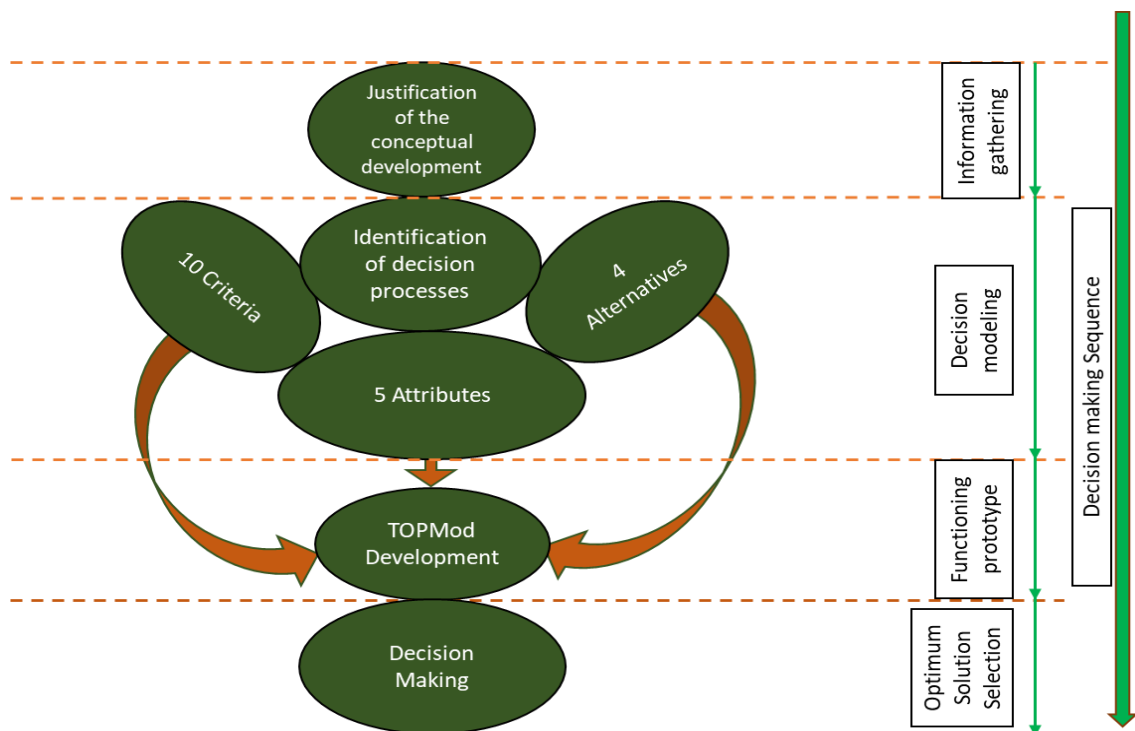 Justification
of the
conceptual
development
Information
gathering
10 Criteria
Identification
of decision
processes
4
Alternatives
5 Attributes
Decision
modeling
Decision making Sequence
TOPMod
Development
Functioning
prototype
Decision
Making
Optimum
Solution
Selection